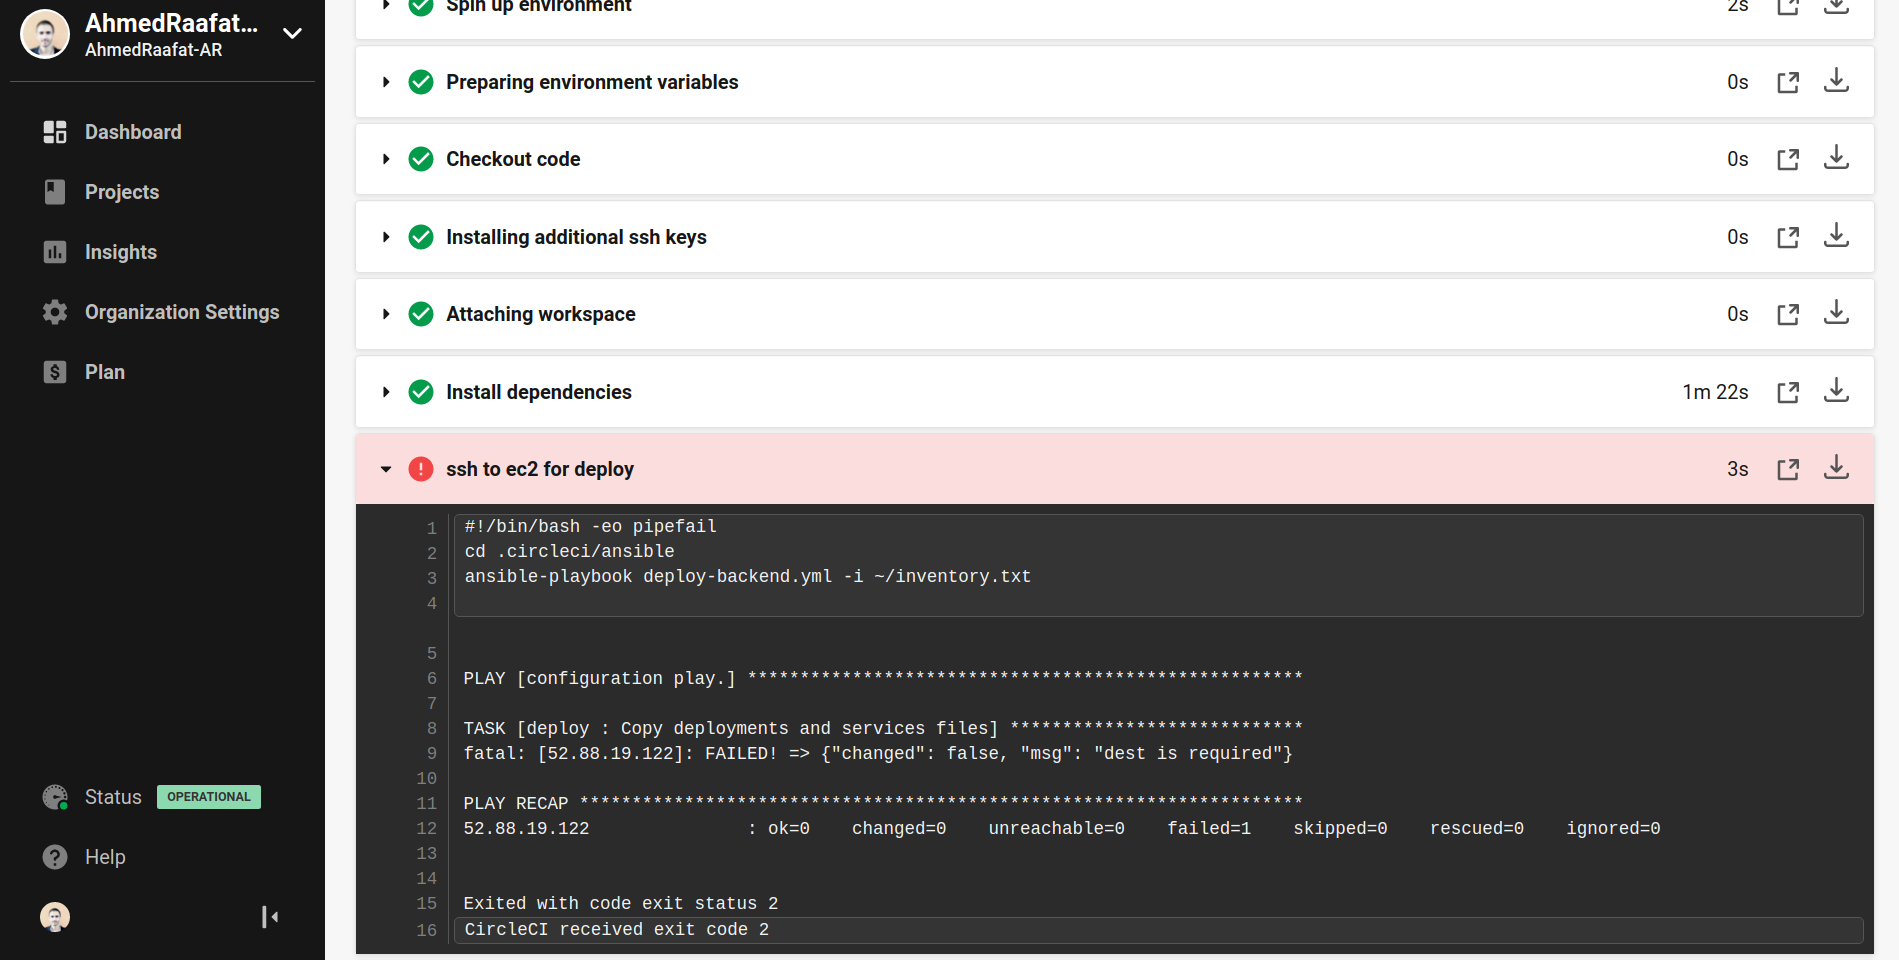 AhmedRaafat...
AhmedRaafat-AR
Dashboard
Projects
Insights
Organization Settings
Plan
Status OPERATIONAL
Help
Spin up environment 2s
Preparing environment variables 0s
Checkout code 0s
Installing additional ssh keys 0s
Attaching workspace 0s
Install dependencies 1m 22s
ssh to ec2 for deploy 3s
1 #!/bin/bash -eo pipefail
2 cd .circleci/ansible
3 ansible-playbook deploy-backend.yml -i ~/inventory.txt
4
5
6 PLAY [configuration play.] *****************************************************
7
8 TASK [deploy : Copy deployments and services files] ****************************
9 fatal: [52.88.19.122]: FAILED! => {"changed": false, "msg": "dest is required"}
10
11 PLAY RECAP *********************************************************************
12 52.88.19.122 : ok=0 changed=0 unreachable=0 failed=1 skipped=0 rescued=0 ignored=0
13
14
15 Exited with code exit status 2
16 CircleCI received exit code 2